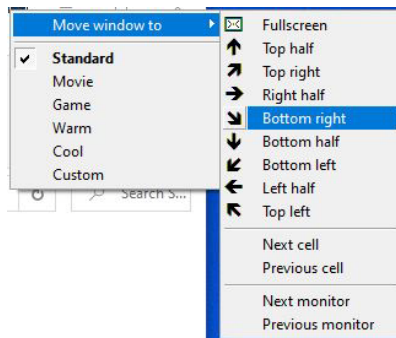 Move window to
Standard
Movie
Game
Warm
Cool
Custom
Search S...
Fullscreen
Top half
Top right
Right half
Bottom right
Bottom half
Bottom left
Left half
Top left
Next cell
Previous cell
Next monitor
Previous monitor